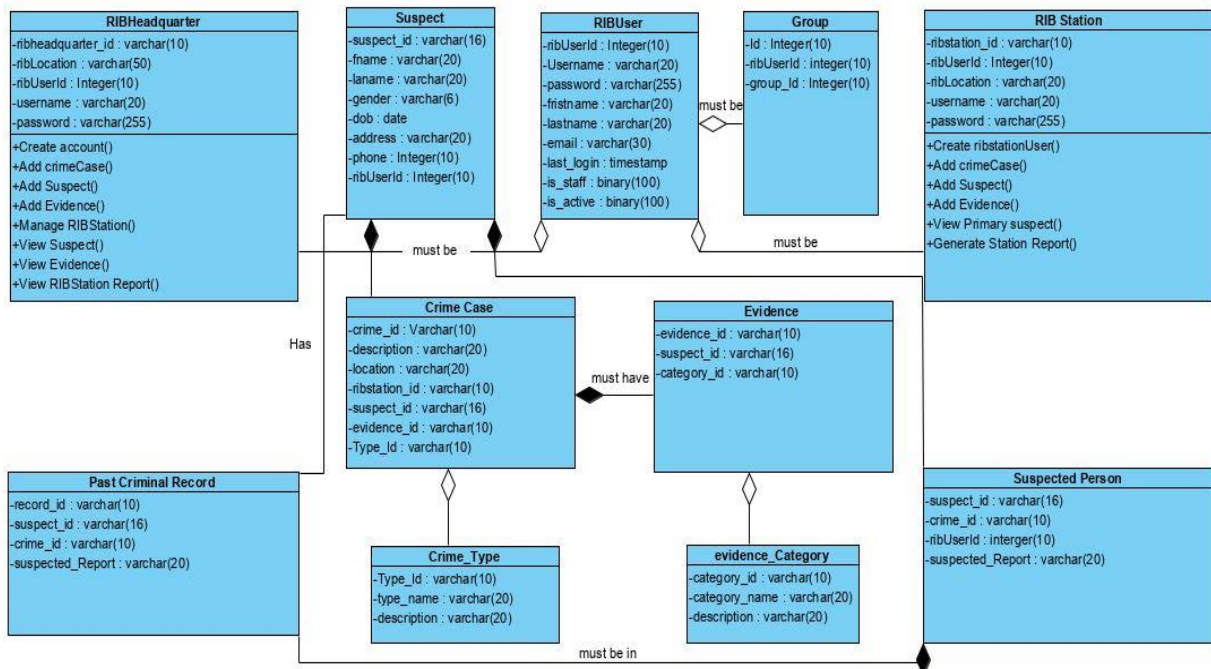 RIBHeadquarter
-ribheadquarter_id : varchar(10)
-ribLocation : varchar(50)
-ribUserId : Integer(10)
-username : varchar(20)
-password : varchar(255)
+Create account()
+Add crimeCase()
+Add Suspect()
+Add Evidence()
+Manage RIBStation()
+View Suspect()
+View Evidence()
+View RIBStation Report()
Suspect
-suspect_id : varchar(16)
-fname : varchar(20)
-laname : varchar(20)
-gender : varchar(6)
-dob : date
-address : varchar(20)
-phone : Integer(10)
-ribUserId : Integer(10)
RIBUser
-ribUserId : Integer(10)
-Username : varchar(20)
-password : varchar(255)
-fristname : varchar(20)
-lastname : varchar(20)
-email : varchar(30)
-last_login : timestamp
-is_staff : binary(100)
-is_active : binary(100)
must be
Group
-Id : Integer(10)
-ribUserId : integer(10)
-group_Id : Integer(10)
RIB Station
-ribstation_id : varchar(10)
-ribUserId : Integer(10)
-ribLocation : varchar(20)
-username : varchar(20)
-password : varchar(255)
+Create ribstationUser()
+Add crimeCase()
+Add Suspect()
+Add Evidence()
+View Primary suspect()
+Generate Station Report()
must be
must be
Has
Crime Case
-crime_id : Varchar(10)
-description : varchar(20)
-location : varchar(20)
-ribstation_id : varchar(10)
-suspect_id : varchar(16)
-evidence_id : varchar(10)
-Type_Id : varchar(10)
must have
Evidence
-evidence_id : varchar(10)
-suspect_id : varchar(16)
-category_id : varchar(10)
Past Criminal Record
-record_id : varchar(10)
-suspect_id : varchar(16)
-crime_id : varchar(10)
-suspected_Report : varchar(20)
Crime_Type
-Type_Id : varchar(10)
-type_name : varchar(20)
-description : varchar(20)
evidence_Category
-category_id : varchar(10)
-category_name : varchar(20)
-description : varchar(20)
Suspected Person
-suspect_id : varchar(16)
-crime_id : varchar(10)
-ribUserId : interger(10)
-suspected_Report : varchar(20)
must be in